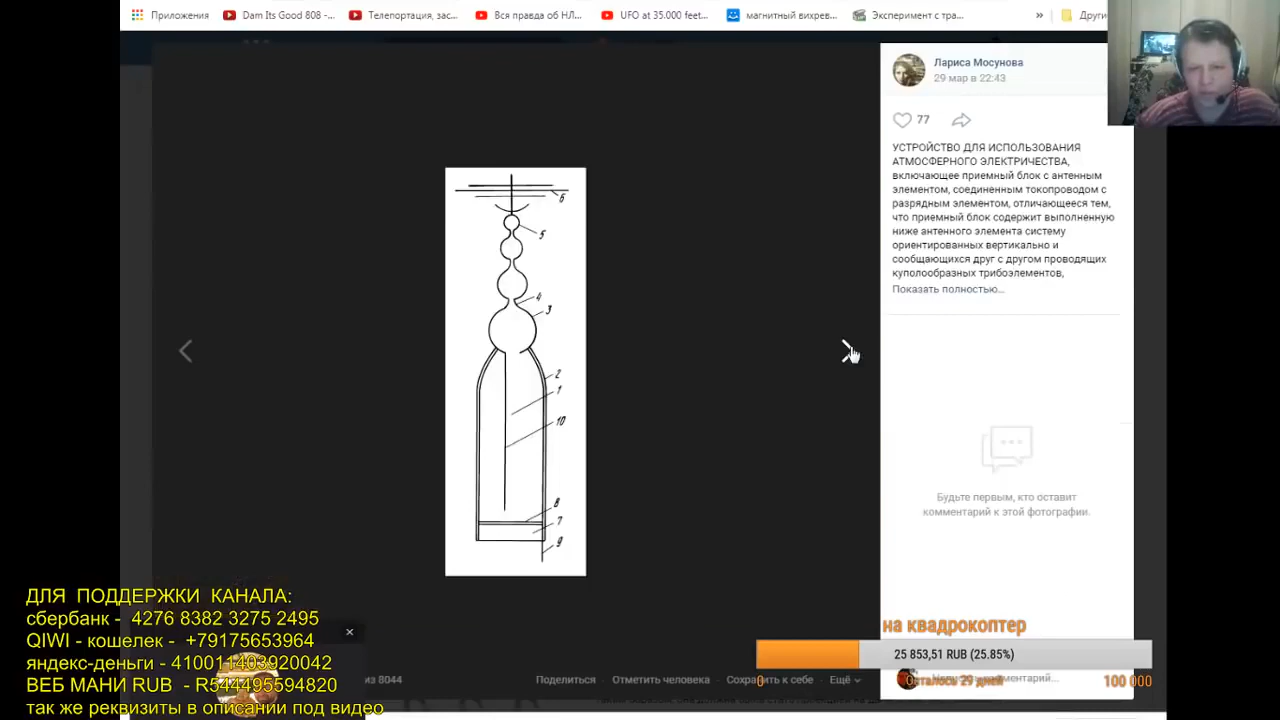 Приложения
Dam Its Good 808 -...
Телепортация, зас...
Вся правда об НЛ...
UFO at 35.000 feet...
магнитный вихрев...
Эксперимент с тра...
»
Други
Лариса Мосунова
29 мар в 22:43
77
УСТРОЙСТВО ДЛЯ ИСПОЛЬЗОВАНИЯ
АТМОСФЕРНОГО ЭЛЕКТРИЧЕСТВА,
включающее приемный блок с антенным
элементом, соединенным токопроводом с
разрядным элементом, отличающееся тем,
что приемный блок содержит выполненную
ниже антенного элемента систему
ориентированных вертикально и
сообщающихся друг с другом проводящих
куполообразных трибоэлементов,
Показать полностью...
6
5
4
3
2
1
10
8
7
9
Будьте первым, кто оставит
комментарий к этой фотографии.
ДЛЯ ПОДДЕРЖКИ КАНАЛА:
сбербанк - 4276 8382 3275 2495
QIWI - кошелек - +79175653964
яндекс-деньги - 410011403920042
ВЕБ МАНИ RUB - R544495594820
так же реквизиты в описании под видео
из 8044
Поделиться
Отметить человека
Сохранить к себе
Ещё
на квадрокоптер
25 853,51 RUB (25.85%)
0
Осталось 29 дней
100 000